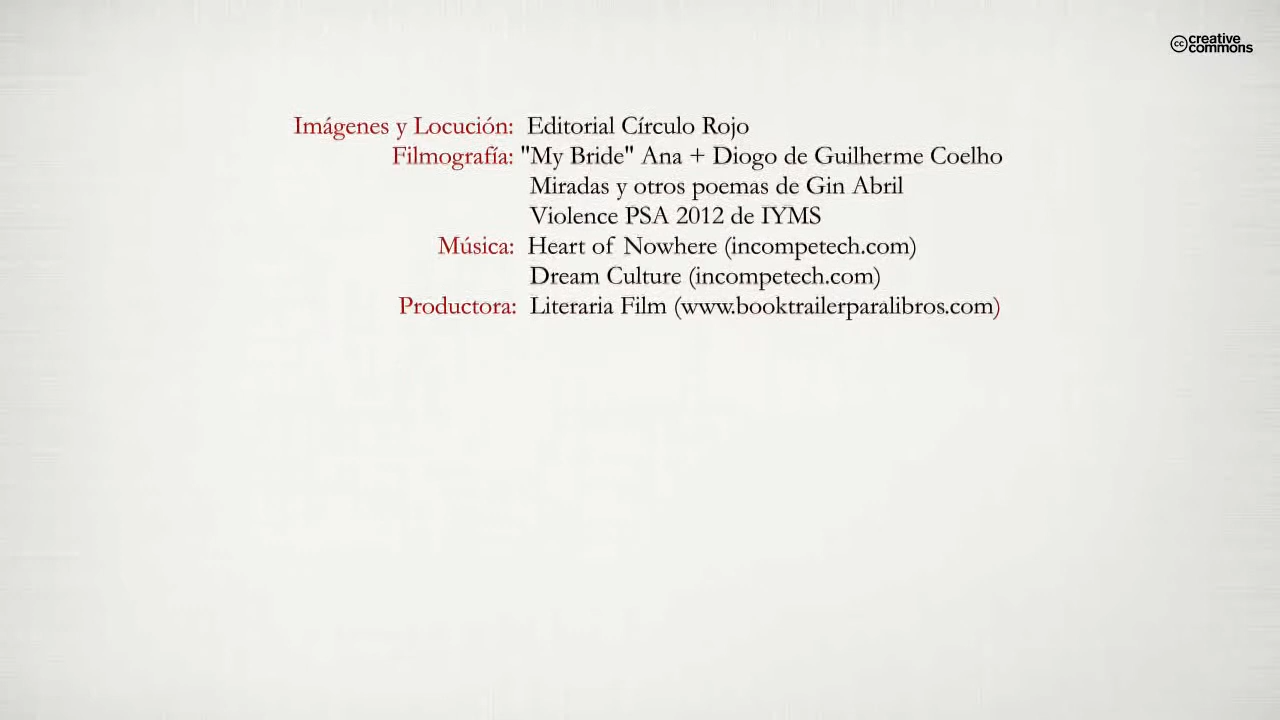 cc creative
commons
Imágenes y Locución: Editorial Círculo Rojo
Filmografía: "My Bride" Ana + Diogo de Guilherme Coelho
Miradas y otros poemas de Gin Abril
Violence PSA 2012 de IYMS
Música: Heart of Nowhere (incompetech.com)
Dream Culture (incompetech.com)
Productora: Literaria Film (www.booktrailerparalibros.com)